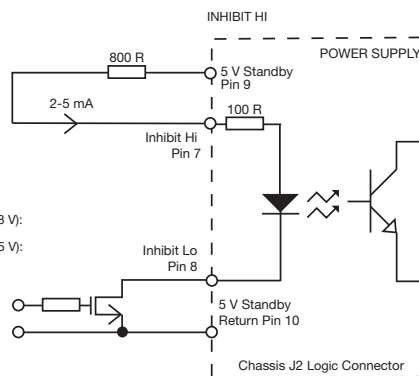 INHIBIT HI
POWER SUPPLY
800 R
5 V Standby
Pin 9
2-5 mA
100 R
Inhibit Hi
Pin 7
V):
V):
Inhibit Lo
Pin 8
5 V Standby
Return Pin 10
Chassis J2 Logic Connector